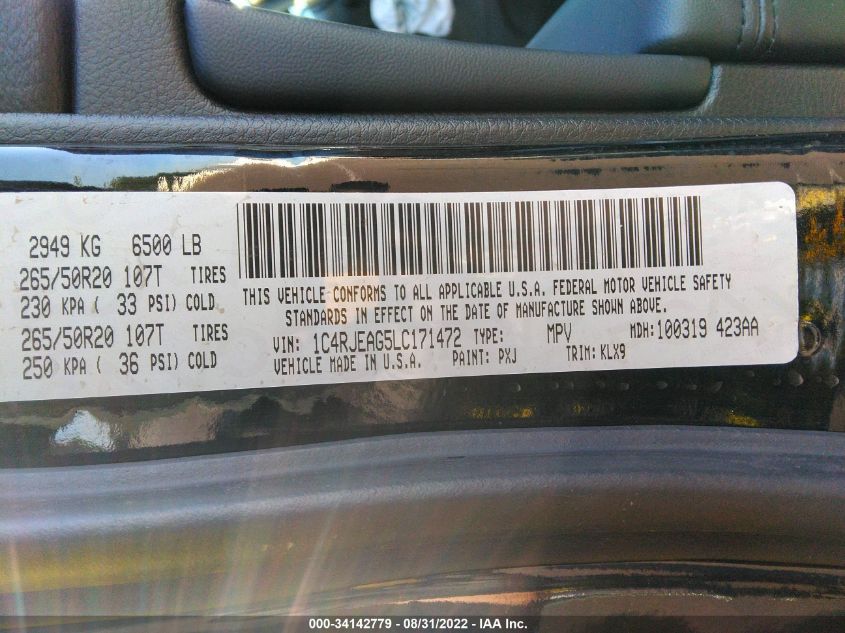 2949 KG 6500 LB
265/50R20 107T TIRES
230 KPA ( 33 PSI) COLD
265/50R20 107T TIRES
250 KPA ( 36 PSI) COLD
THIS VEHICLE CONFORMS TO ALL APPLICABLE U.S.A. FEDERAL MOTOR VEHICLE SAFETY
STANDARDS IN EFFECT ON THE DATE OF MANUFACTURE SHOWN ABOVE.
VIN: 1C4RJEAG5LC171472 TYPE: MPV MDH: 100319 423AA
VEHICLE MADE IN U.S.A. PAINT: PXJ TRIM: KLX9
000-34142779 - 08/31/2022 - IAA Inc.